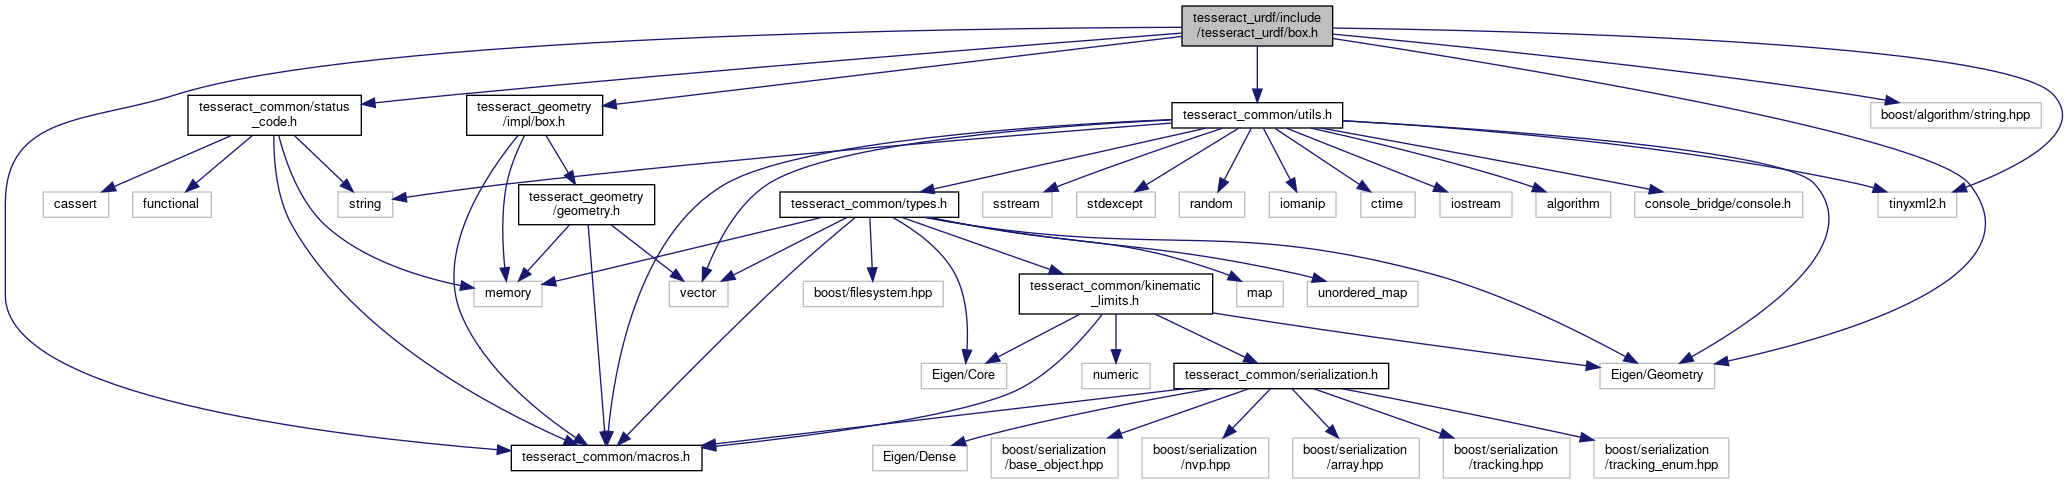 tesseract_urdf/include
/tesseract_urdf/box.h
tesseract_common/status
_code.h
tesseract_geometry
/impl/box.h
tesseract_common/utils.h
boost/algorithm/string.hpp
cassert
functional
string
tesseract_geometry
/geometry.h
tesseract_common/types.h
sstream
stdexcept
random
iomanip
ctime
iostream
algorithm
console_bridge/console.h
tinyxml2.h
memory
vector
boost/filesystem.hpp
tesseract_common/kinematic
_limits.h
map
unordered_map
Eigen/Core
numeric
tesseract_common/serialization.h
Eigen/Geometry
tesseract_common/macros.h
Eigen/Dense
boost/serialization
/base_object.hpp
boost/serialization
/nvp.hpp
boost/serialization
/array.hpp
boost/serialization
/tracking.hpp
boost/serialization
/tracking_enum.hpp